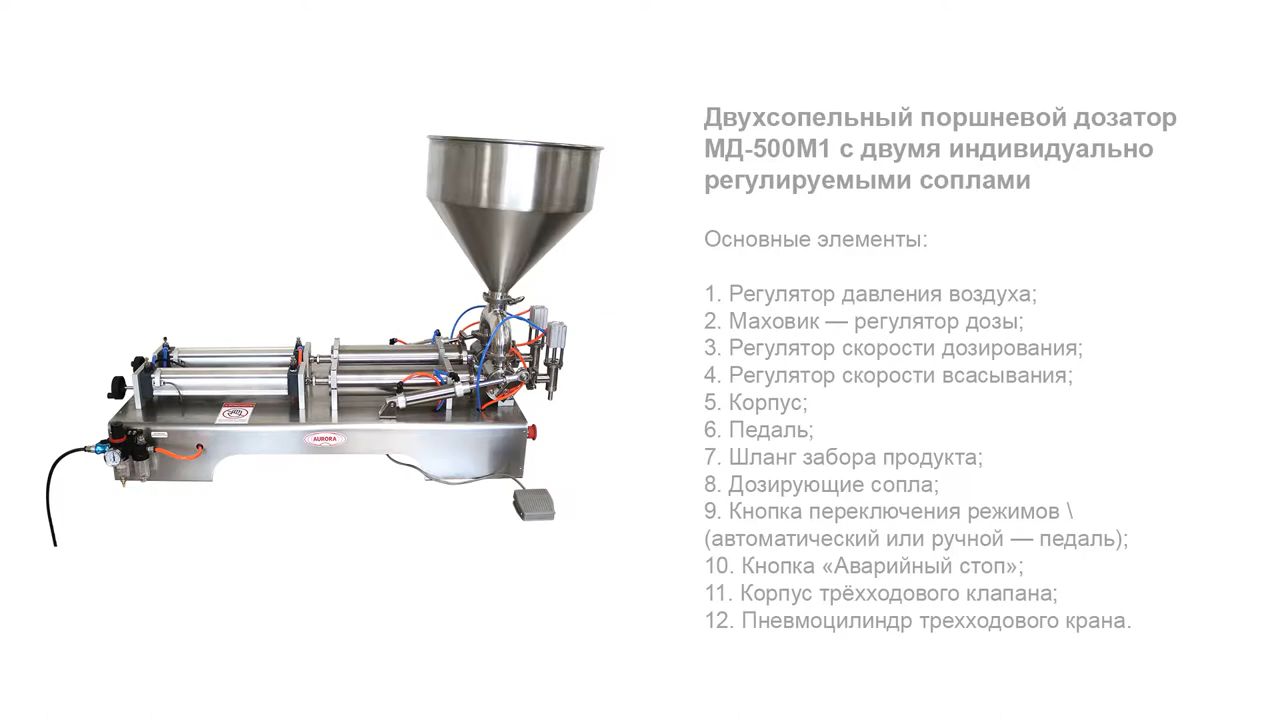 Двухсопельный поршневой дозатор
МД-500М1 с двумя индивидуально
регулируемыми соплами
Основные элементы:
1. Регулятор давления воздуха;
2. Маховик — регулятор дозы;
3. Регулятор скорости дозирования;
4. Регулятор скорости всасывания;
5. Корпус;
6. Педаль;
7. Шланг забора продукта;
8. Дозирующие сопла;
9. Кнопка переключения режимов \
(автоматический или ручной — педаль);
10. Кнопка «Аварийный стоп»;
11. Корпус трёхходового клапана;
12. Пневмоцилиндр трехходового крана.
AURORA